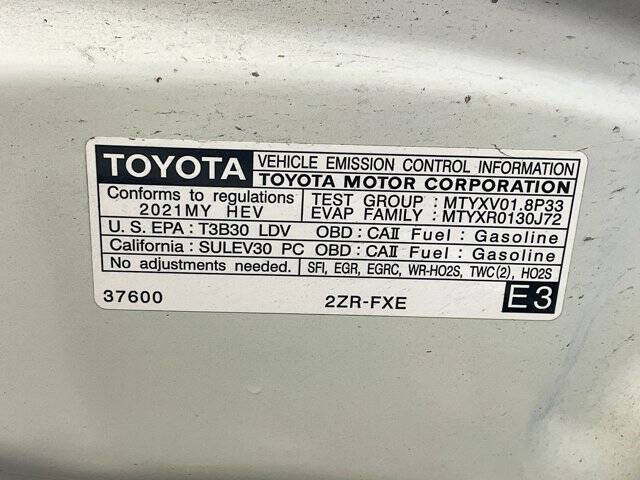 TOYOTA VEHICLE EMISSION CONTROL INFORMATION
TOYOTA MOTOR CORPORATION
Conforms to regulations
2021MY HEV
TEST GROUP : MTYXV01.8P33
EVAP FAMILY : MTYXR0130J72
U. S. EPA : T3B30 LDV OBD : CAII Fuel : Gasoline
California : SULEV30 PC OBD : CAII Fuel : Gasoline
No adjustments needed. SFI, EGR, EGRC, WR-HO2S, TWC(2), HO2S
37600 2ZR-FXE E3